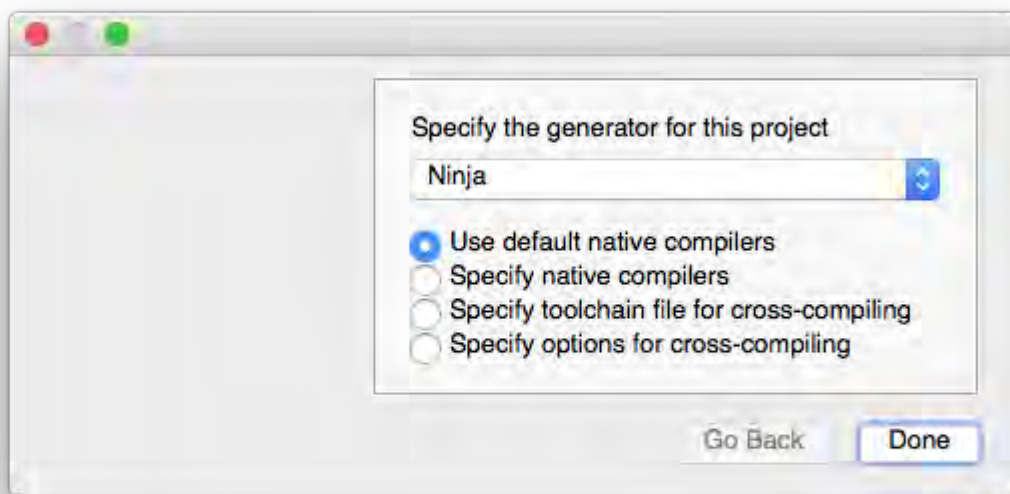 Specify the generator for this project
Ninja
Use default native compilers
Specify native compilers
Specify toolchain file for cross-compiling
Specify options for cross-compiling
Go Back
Done